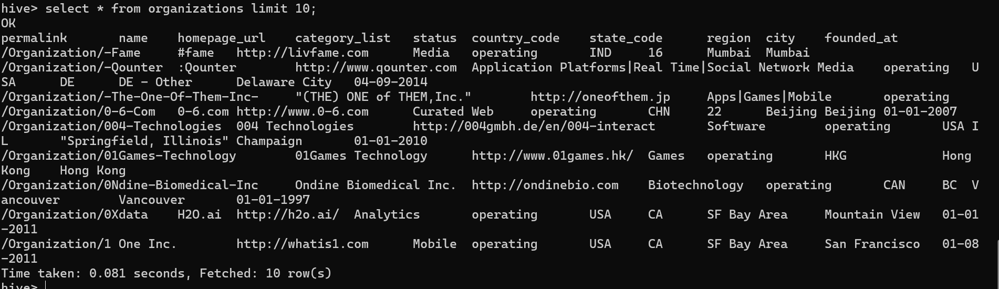 hive> select * from organizations limit 10;
OK
permalink name homepage_url category_list status country_code state_code region city founded_at
/Organization/-Fame #fame http://livfame.com Media operating IND 16 Mumbai Mumbai
/Organization/-Qounter :Qounter http://www.qounter.com Application Platforms|Real Time|Social Network Media operating U
SA DE DE - Other Delaware City 04-09-2014
/Organization/-The-One-Of-Them-Inc- "(THE) ONE of THEM,Inc." http://oneofthem.jp Apps|Games|Mobile operating
/Organization/0-6-Com 0-6.com http://www.0-6.com Curated Web operating CHN 22 Beijing Beijing 01-01-2007
/Organization/004-Technologies 004 Technologies http://004gmbh.de/en/004-interact Software operating USA I
L "Springfield, Illinois" Champaign 01-01-2010
/Organization/01Games-Technology 01Games Technology http://www.01games.hk/ Games operating HKG Hong
Kong Hong Kong
/Organization/0Ndine-Biomedical-Inc Ondine Biomedical Inc. http://ondinebio.com Biotechnology operating CAN BC V
ancouver Vancouver 01-01-1997
/Organization/0Xdata H2O.ai http://h2o.ai/ Analytics operating USA CA SF Bay Area Mountain View 01-01
-2011
/Organization/1 One Inc. http://whatis1.com Mobile operating USA CA SF Bay Area San Francisco 01-08
-2011
Time taken: 0.081 seconds, Fetched: 10 row(s)
hive>